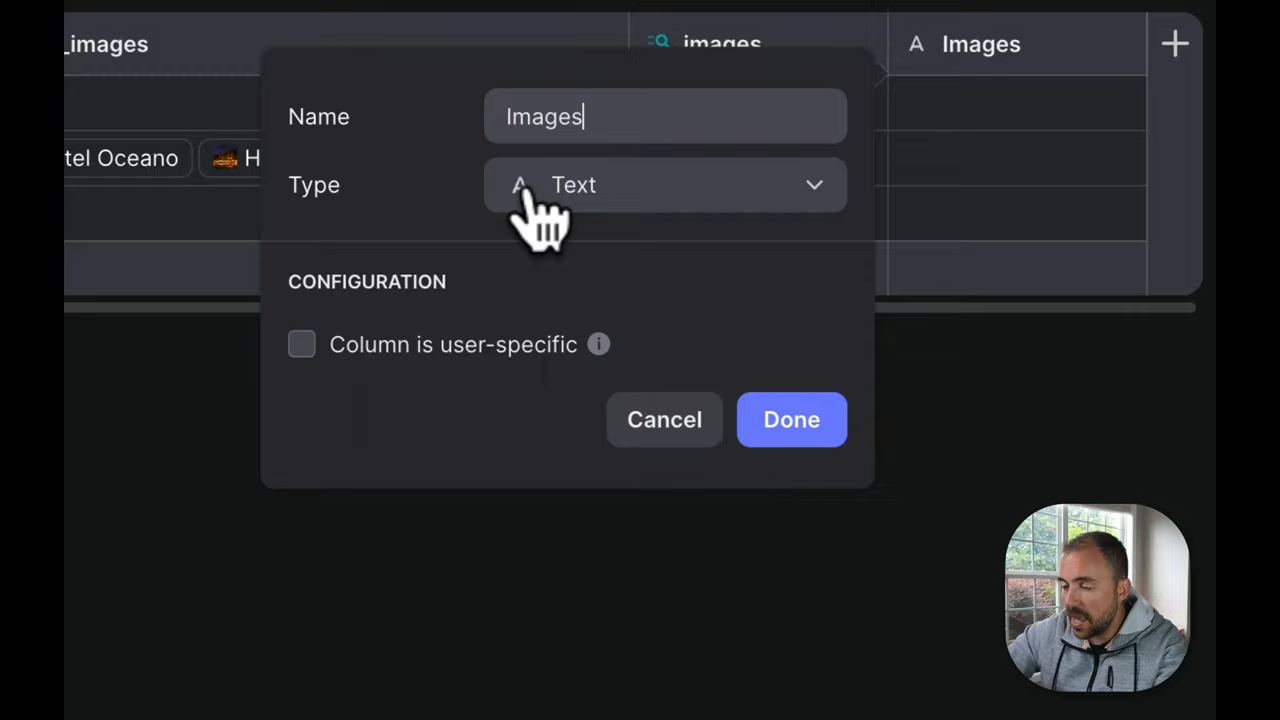 _images
images
A Images
Name
Images
Type
A Text
tel Oceano
H
CONFIGURATION
Column is user-specific
Cancel
Done